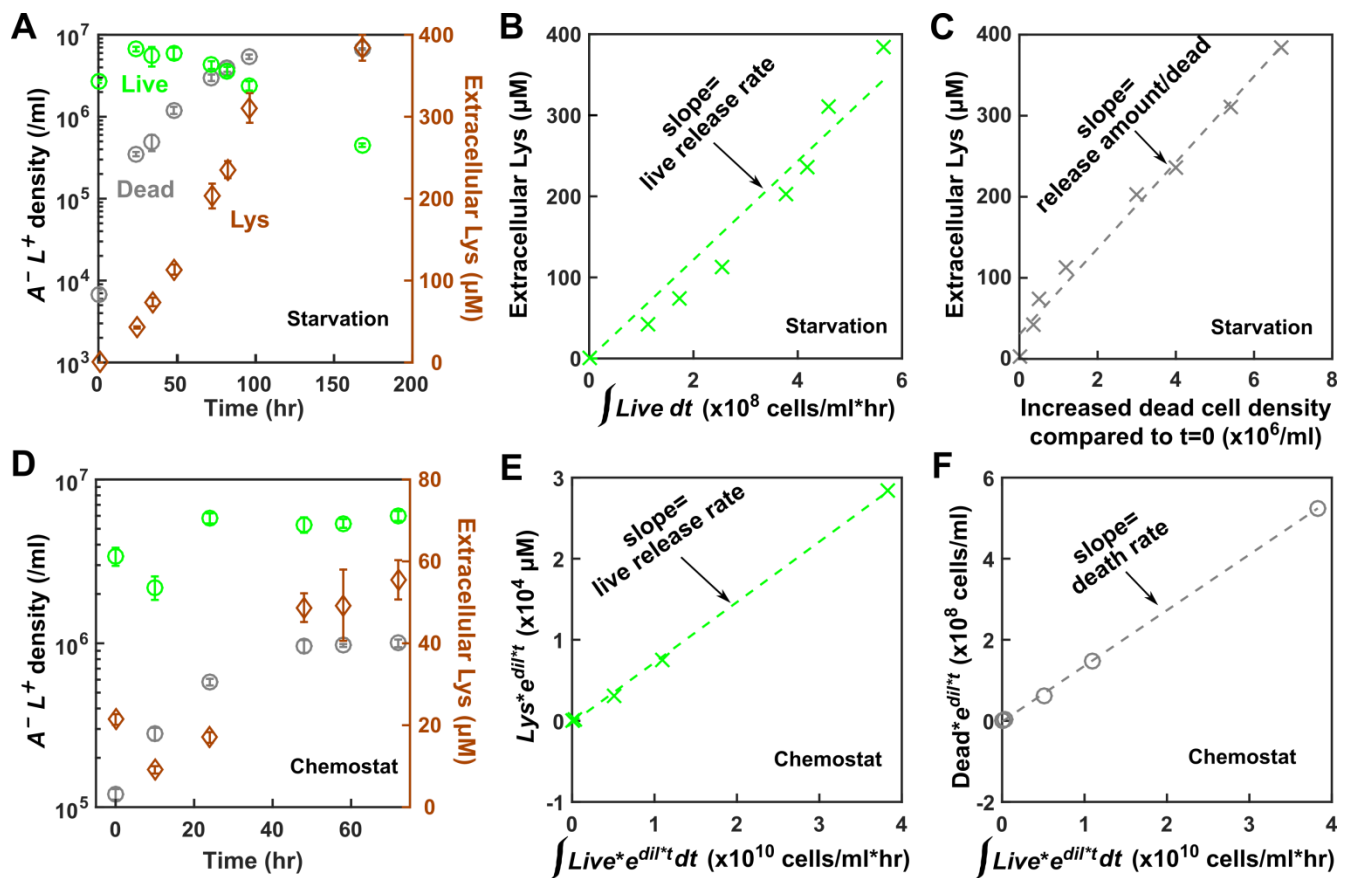 A
10^7
10^6
10^5
10^4
10^3
A^- L^+ density (/ml)
Live
Dead
Lys
Starvation
400
300
200
100
0
Extracellular Lys (μM)
0 50 100 150 200
Time (hr)
B
400
300
200
100
0
Extracellular Lys (μM)
slope=
live release rate
Starvation
0 2 4 6
∫ Live dt (x10^8 cells/ml*hr)
C
400
300
200
100
0
Extracellular Lys (μM)
slope=
release amount/dead
Starvation
0 2 4 6 8
Increased dead cell density
compared to t=0 (x10^6/ml)
D
10^7
10^6
10^5
A^- L^+ density (/ml)
Chemostat
80
60
40
20
0
Extracellular Lys (μM)
0 20 40 60
Time (hr)
E
3
2
1
0
-1
Lys*e^{dil*t} (x10^4 μM)
slope=
live release rate
Chemostat
0 1 2 3 4
∫ Live*e^{dil*t} dt (x10^10 cells/ml*hr)
F
6
4
2
0
-2
Dead*e^{dil*t} (x10^8 cells/ml)
slope=
death rate
Chemostat
0 1 2 3 4
∫ Live*e^{dil*t} dt (x10^10 cells/ml*hr)